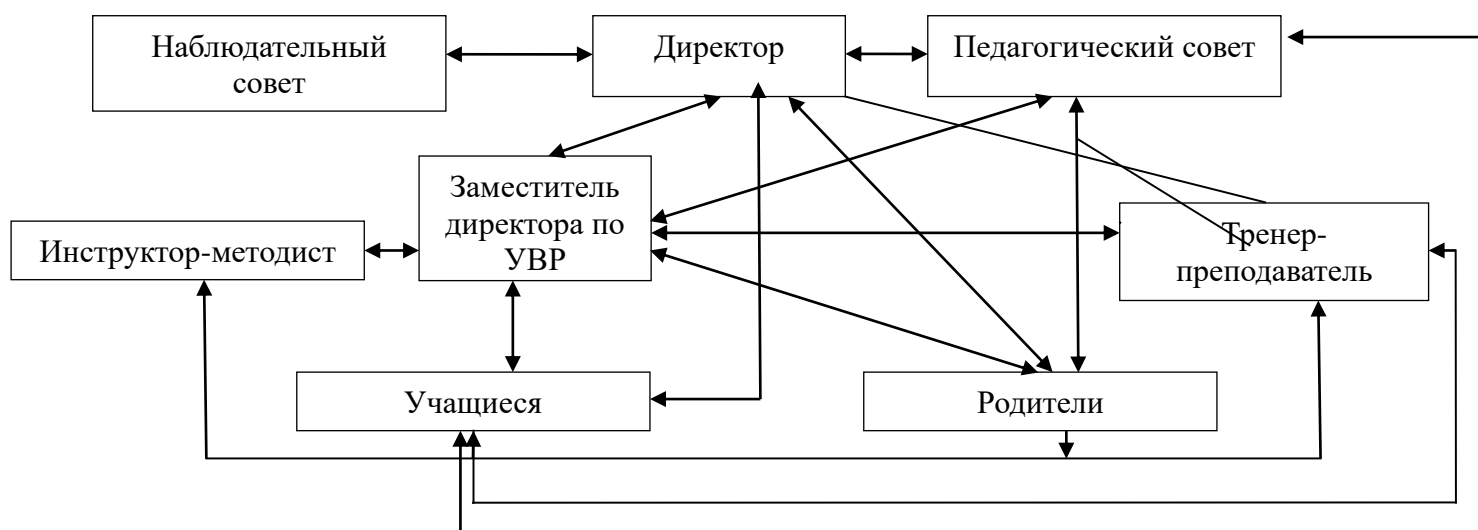 Наблюдательный
совет
Директор
Педагогический совет
Заместитель
директора по
УВР
Инструктор-методист
Тренер-
преподаватель
Учащиеся
Родители